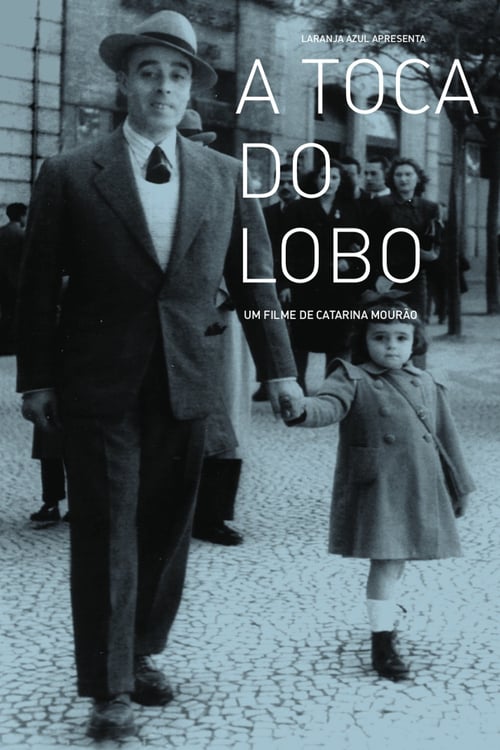 LARANJA AZUL APRESENTA
A TOCA
DO
LOBO
UM FILME DE CATARINA MOURÃO